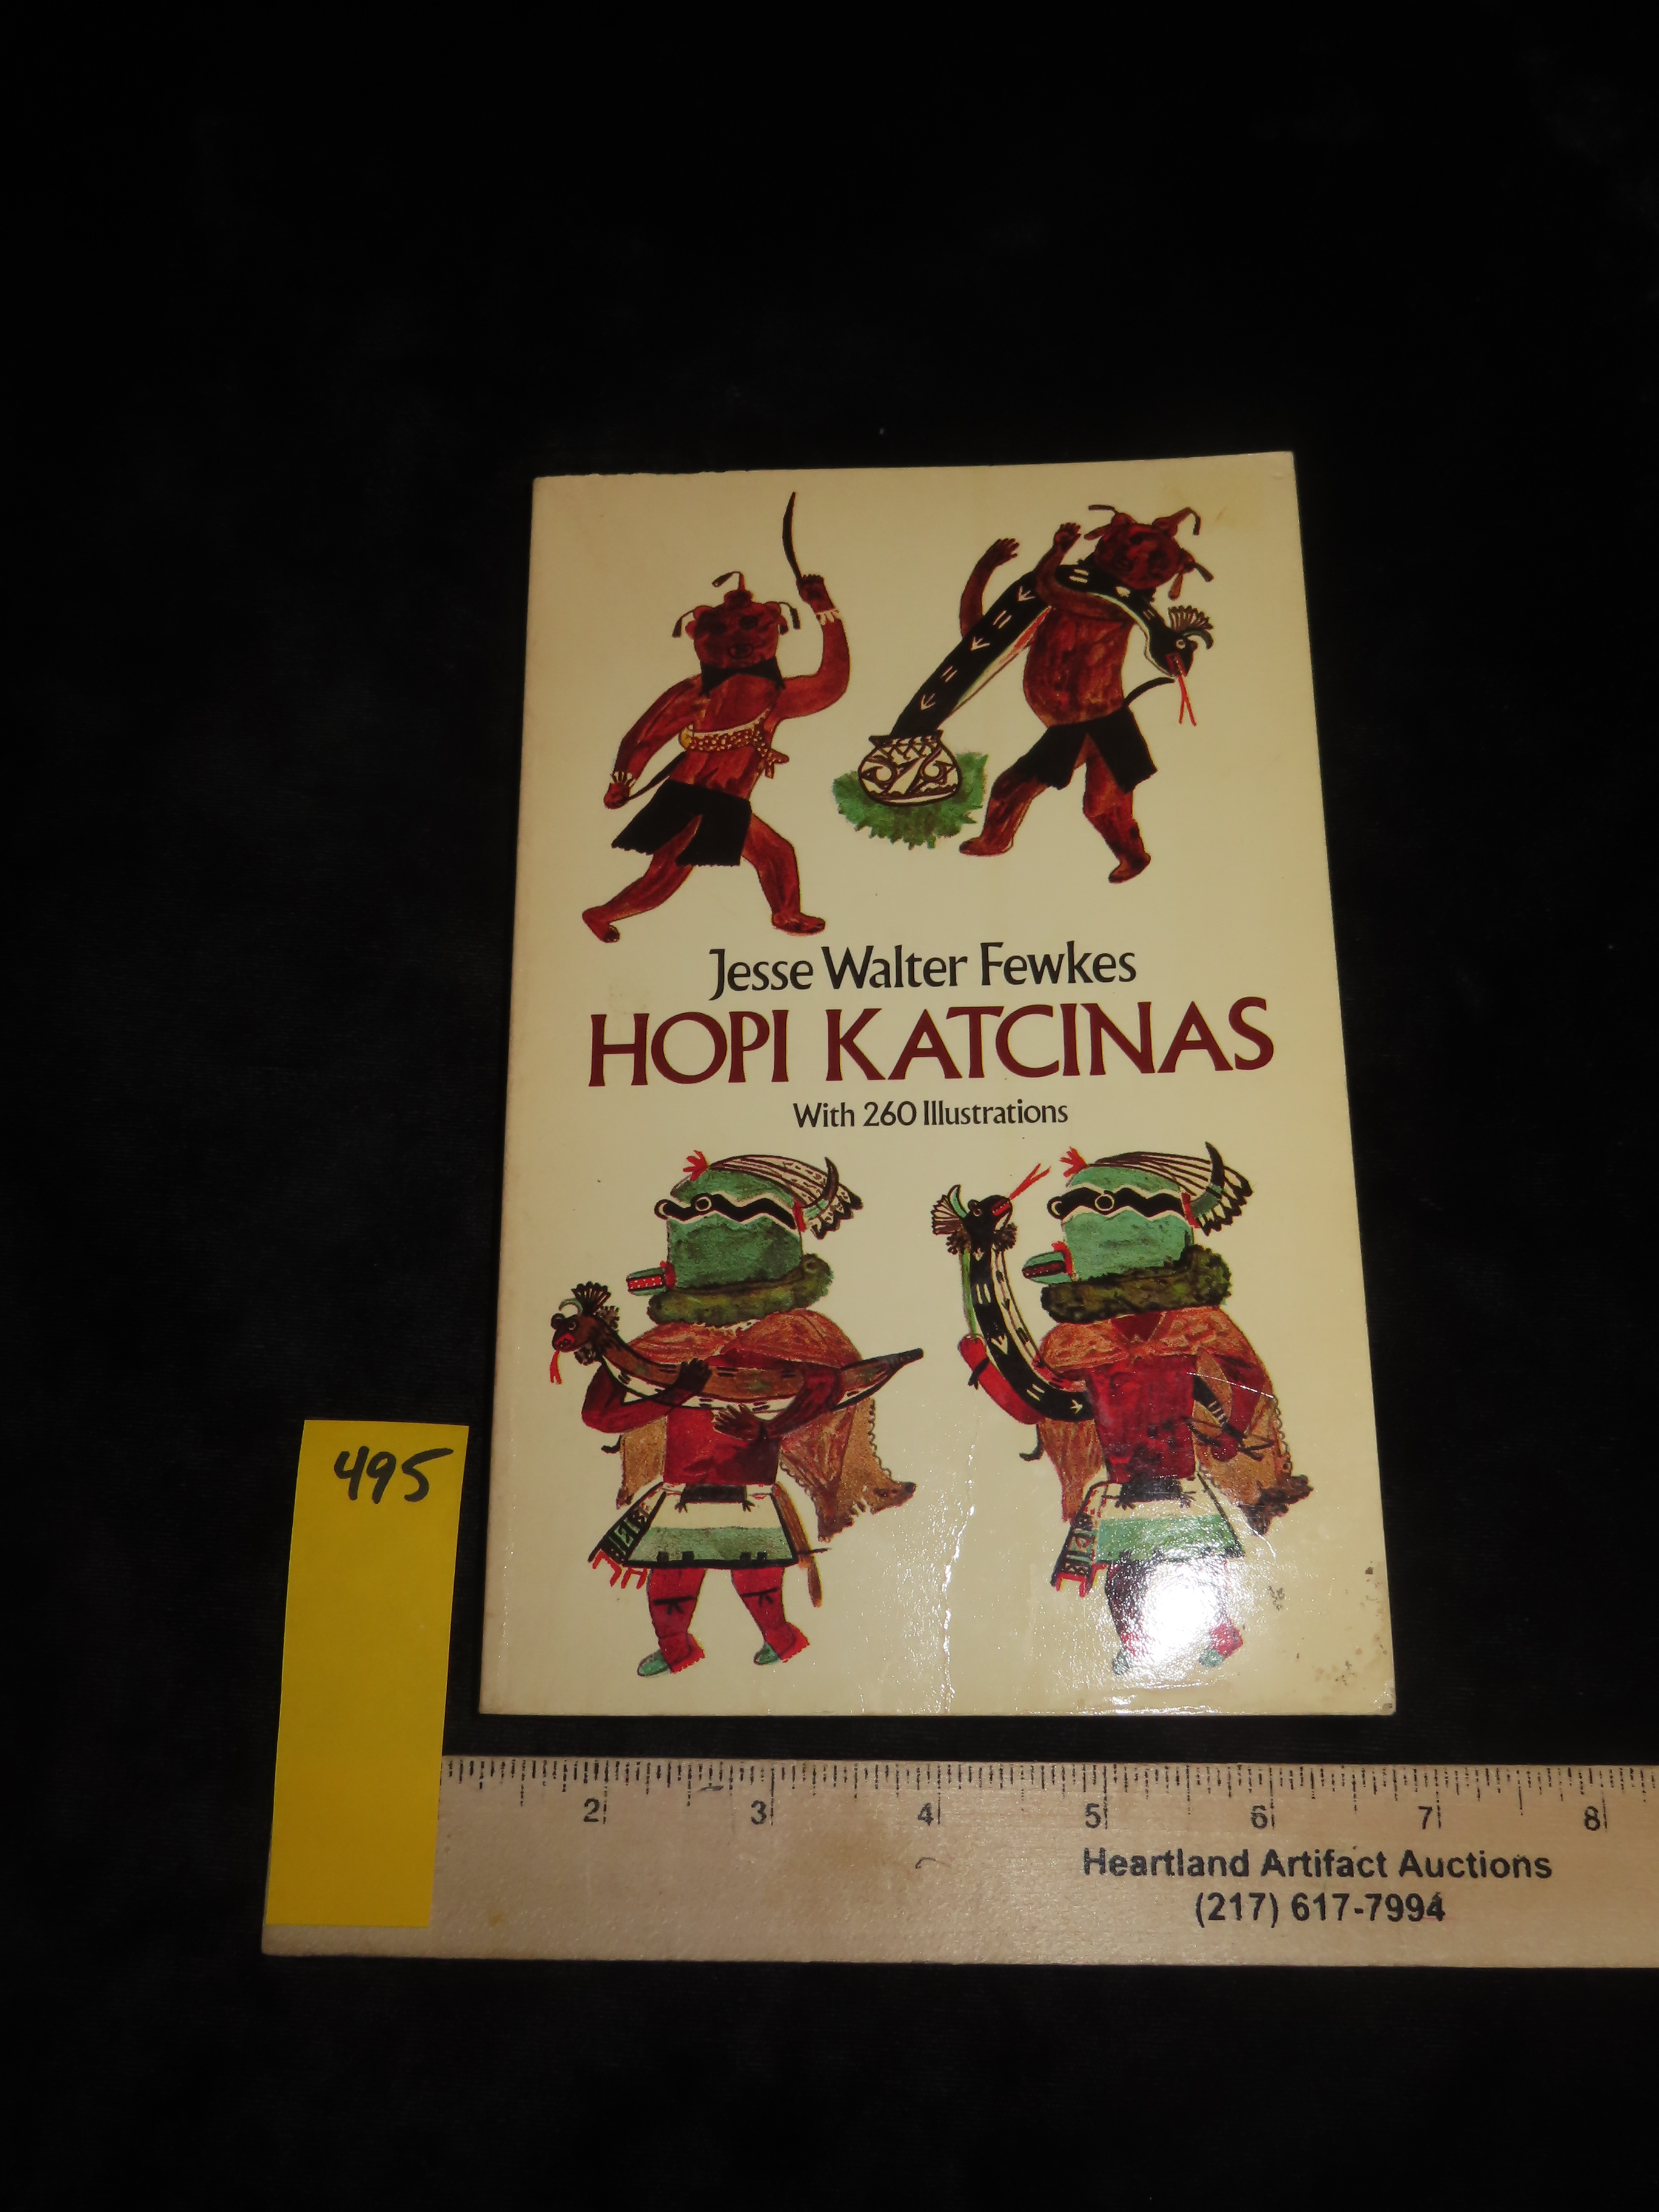 Jesse Walter Fewkes
HOPI KATCINAS
With 260 Illustrations
495
2 3 4 5 6 7 8
Heartland Artifact Auctions
(217) 617-7994